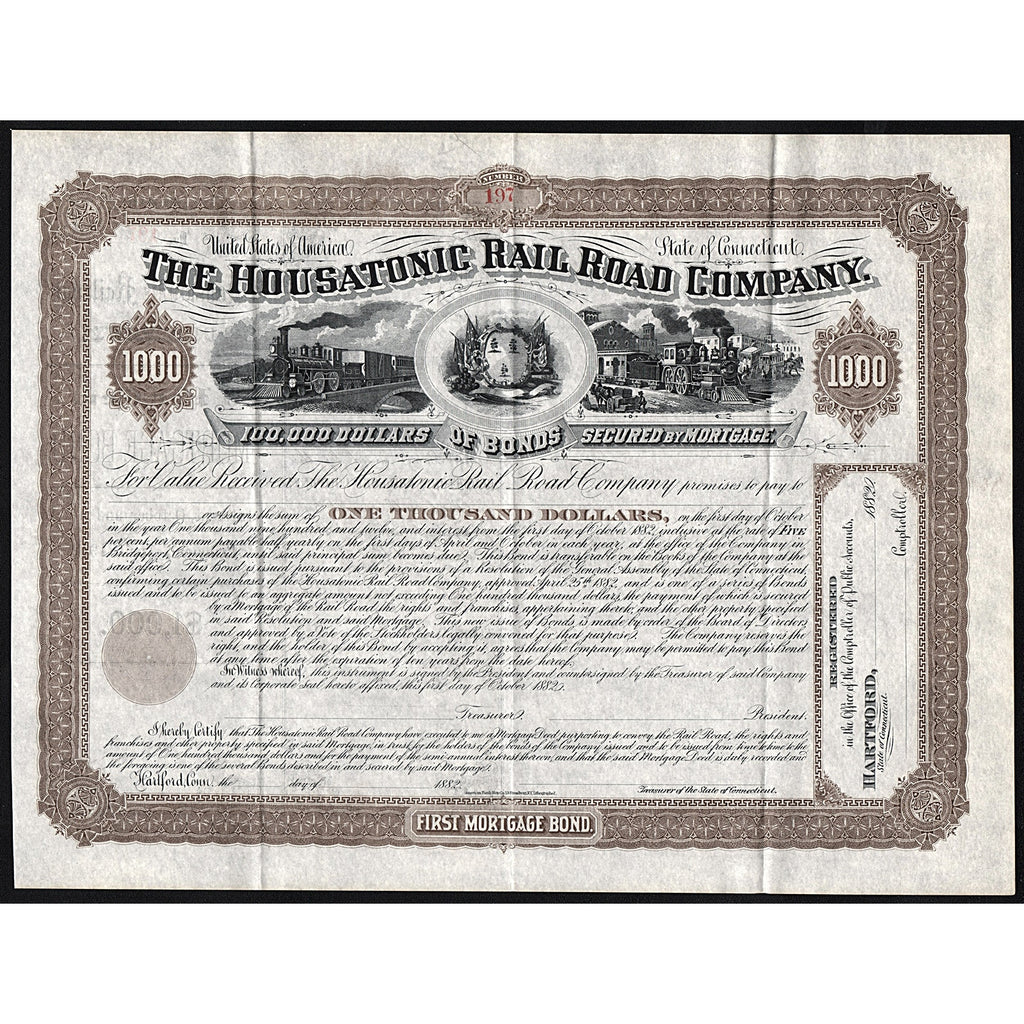 NUMBER
197
United States of America
State of Connecticut
THE HOUSATONIC RAIL ROAD COMPANY.
1000
1000
100,000 DOLLARS OF BONDS SECURED BY MORTGAGE.
For Value Received, The Housatonic Rail Road Company promises to pay to
or Assigns the sum of ONE THOUSAND DOLLARS, on the first day of October
in the year One thousand nine hundred and twelve, and interest from the first day of October 1882, inclusive at the rate of FIVE
per cent, per annum payable half yearly on the first days of April and October in each year, at the office of the Company in
Bridgeport, Connecticut, until said principal sum becomes due. This Bond is transferable on the Books of the Company at the
said office. This Bond is issued pursuant to the provisions of a Resolution of the General Assembly of the State of Connecticut
confirming certain purchases of the Housatonic Rail Road Company, approved April 25th 1882, and is one of a series of Bonds
issued and to be issued to an aggregate amount not exceeding One hundred thousand dollars, the payment of which is secured
by a Mortgage of the Rail Road, the rights and franchises, appertaining thereto, and the other property specified
in said Resolution and said Mortgage. This new issue of Bonds is made by order of the Board of Directors
and approved by a Vote of the Stockholders legally convened for that purpose. The Company reserves the
right, and the holder, of this Bond by accepting it, agrees that the Company may be permitted to pay this Bond
at any time after the expiration of ten years from the date hereof.
In Witness whereof, this instrument is signed by the President and countersigned by the Treasurer of said Company
and its Corporate Seal hereto affixed, this first day of October 1882.
Treasurer. President.
I hereby Certify that The Housatonic Rail Road Company have executed to me a Mortgage Deed purporting to convey the Rail Road, the rights and
franchises and other property specified in said Mortgage, in trust for the holders of the bonds of the Company issued and to be issued from time to time to the
amount of One hundred thousand dollars and for the payment of the semi-annual interest thereon, and that the said Mortgage Deed is duly recorded and
the foregoing is one of the several Bonds described in and secured by said Mortgage.
Hartford, Conn., the day of 1882.
Treasurer of the State of Connecticut.
American Bank Note Co. Broadway, N.Y. Lithographed.
FIRST MORTGAGE BOND.
REGISTERED
in the Office of the Comptroller of Public Accounts,
HARTFORD, 1882
State of Connecticut.
Comptroller.